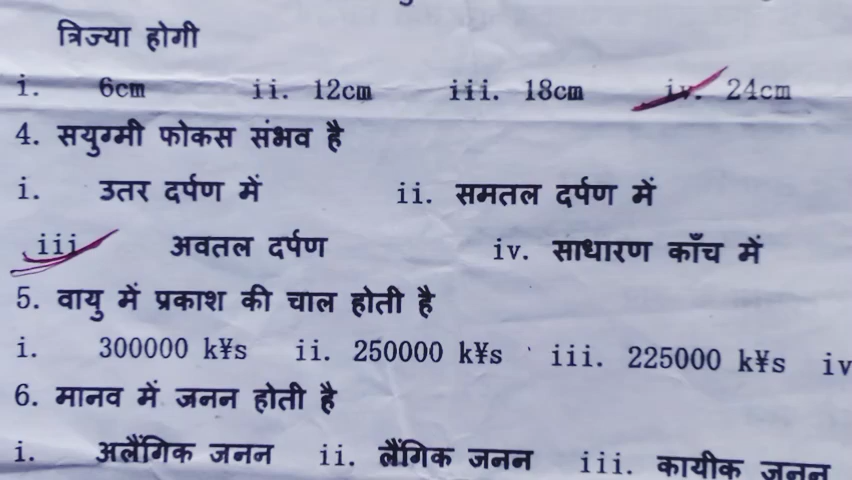 त्रिज्या होगी
i. 6cm ii. 12cm iii. 18cm iv. 24cm
4. सयुग्मी फोकस संभव है
i. उतर दर्पण में ii. समतल दर्पण में
iii अवतल दर्पण iv. साधारण काँच में
5. वायु में प्रकाश की चाल होती है
i. 300000 k¥s ii. 250000 k¥s iii. 225000 k¥s iv
6. मानव में जनन होती है
i. अलैंगिक जनन ii. लैंगिक जनन iii. कायीक जनन